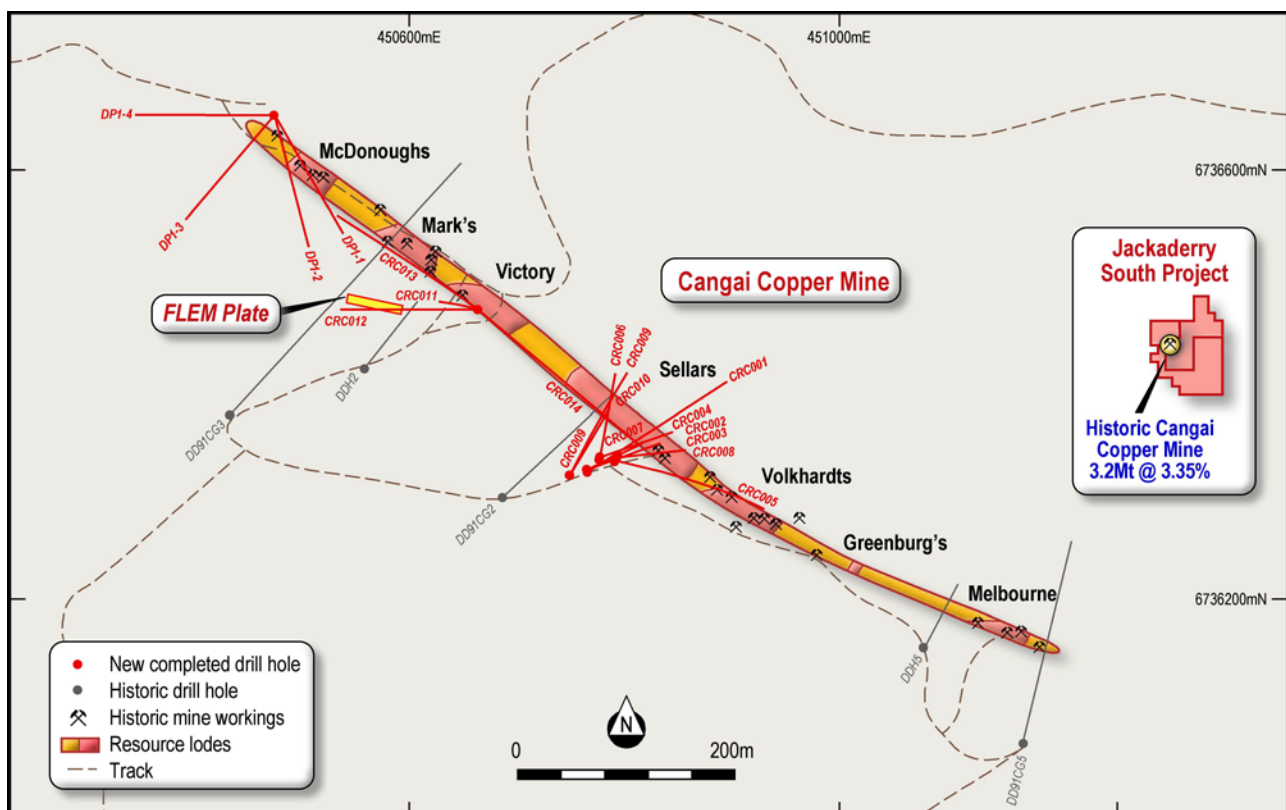 450600mE
451000mE
DP1-4
McDonoughs
6736600mN
DP1-3
DP1-2
DP1-1
Mark's
CRC013
Victory
FLEM Plate
CRC011
CRC012
Cangai Copper Mine
Jackaderry
South Project
Historic Cangai
Copper Mine
3.2Mt @ 3.35%
CRC006
CRC009
CRC010
Sellars
CRC001
DDH2
CRC014
DD91CG3
CRC004
CRC002
CRC003
CRC007
CRC008
CRC009
Volkhardts
CRC005
DD91CG2
Greenburg's
Melbourne
6736200mN
DDH5
DD91CG5
New completed drill hole
Historic drill hole
Historic mine workings
Resource lodes
Track
N
0
200m